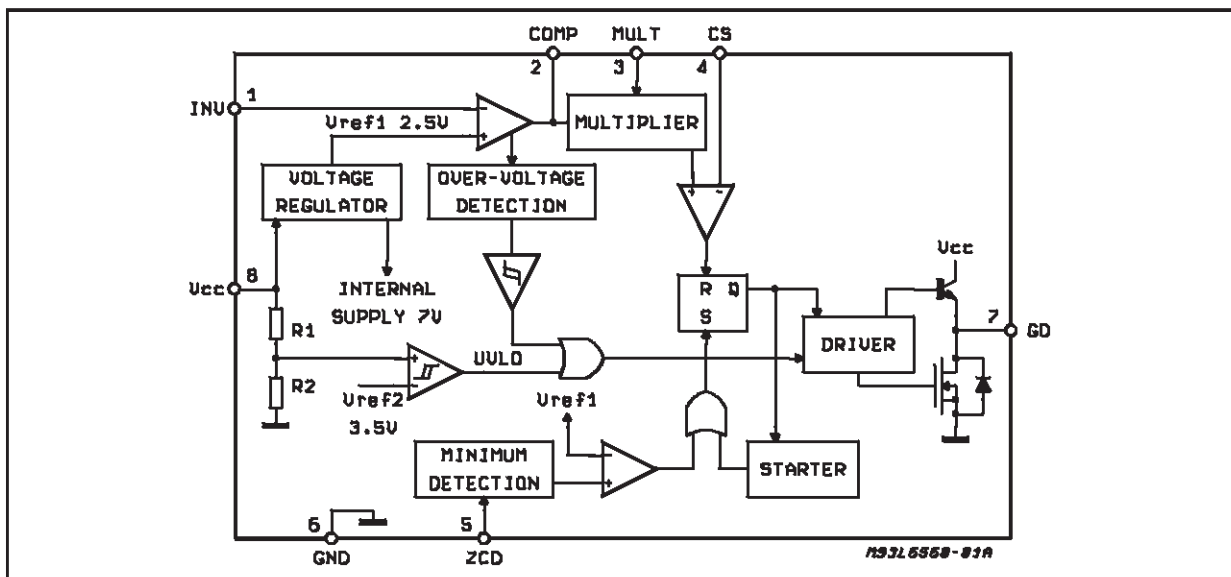 COMP MULT CS
2 3 4
1
INV
- 
Vref1 2.5V
+
MULTIPLIER
VOLTAGE
REGULATOR
OVER-VOLTAGE
DETECTION
+ -
8
Vcc
INTERNAL
SUPPLY 7V
R Q
S
Vcc
7
GD
R1
DRIVER
+
UVLO
R2
-
Vref2
3.5V
Vref1
MINIMUM
DETECTION
-
+
STARTER
6
GND
5
ZCD
M93L6560-01A